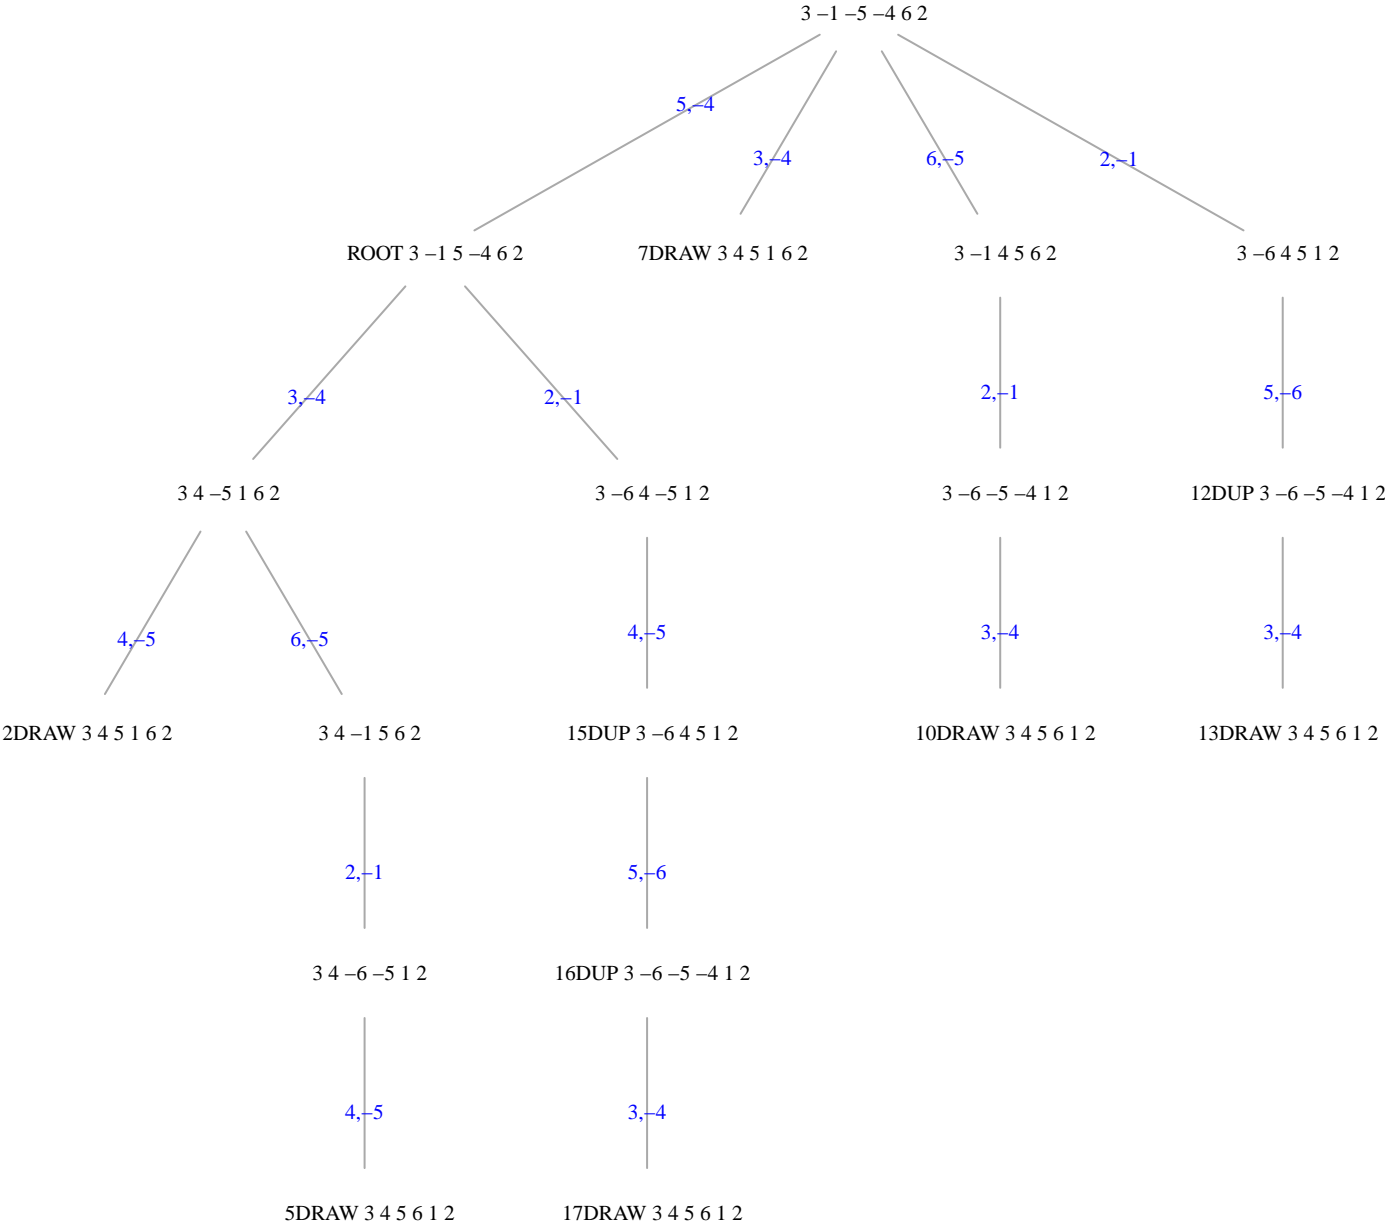 3 –1 –5 –4 6 2
5,–4
3,–4 6,–5 2,–1
ROOT 3 –1 5 –4 6 2 7DRAW 3 4 5 1 6 2 3 –1 4 5 6 2 3 –6 4 5 1 2
3,–4 2,–1 2,–1 5,–6
3 4 –5 1 6 2 3 –6 4 –5 1 2 3 –6 –5 –4 1 2 12DUP 3 –6 –5 –4 1 2
4,–5 6,–5 4,–5 3,–4 3,–4
2DRAW 3 4 5 1 6 2 3 4 –1 5 6 2 15DUP 3 –6 4 5 1 2 10DRAW 3 4 5 6 1 2 13DRAW 3 4 5 6 1 2
2,–1 5,–6
3 4 –6 –5 1 2 16DUP 3 –6 –5 –4 1 2
4,–5 3,–4
5DRAW 3 4 5 6 1 2 17DRAW 3 4 5 6 1 2